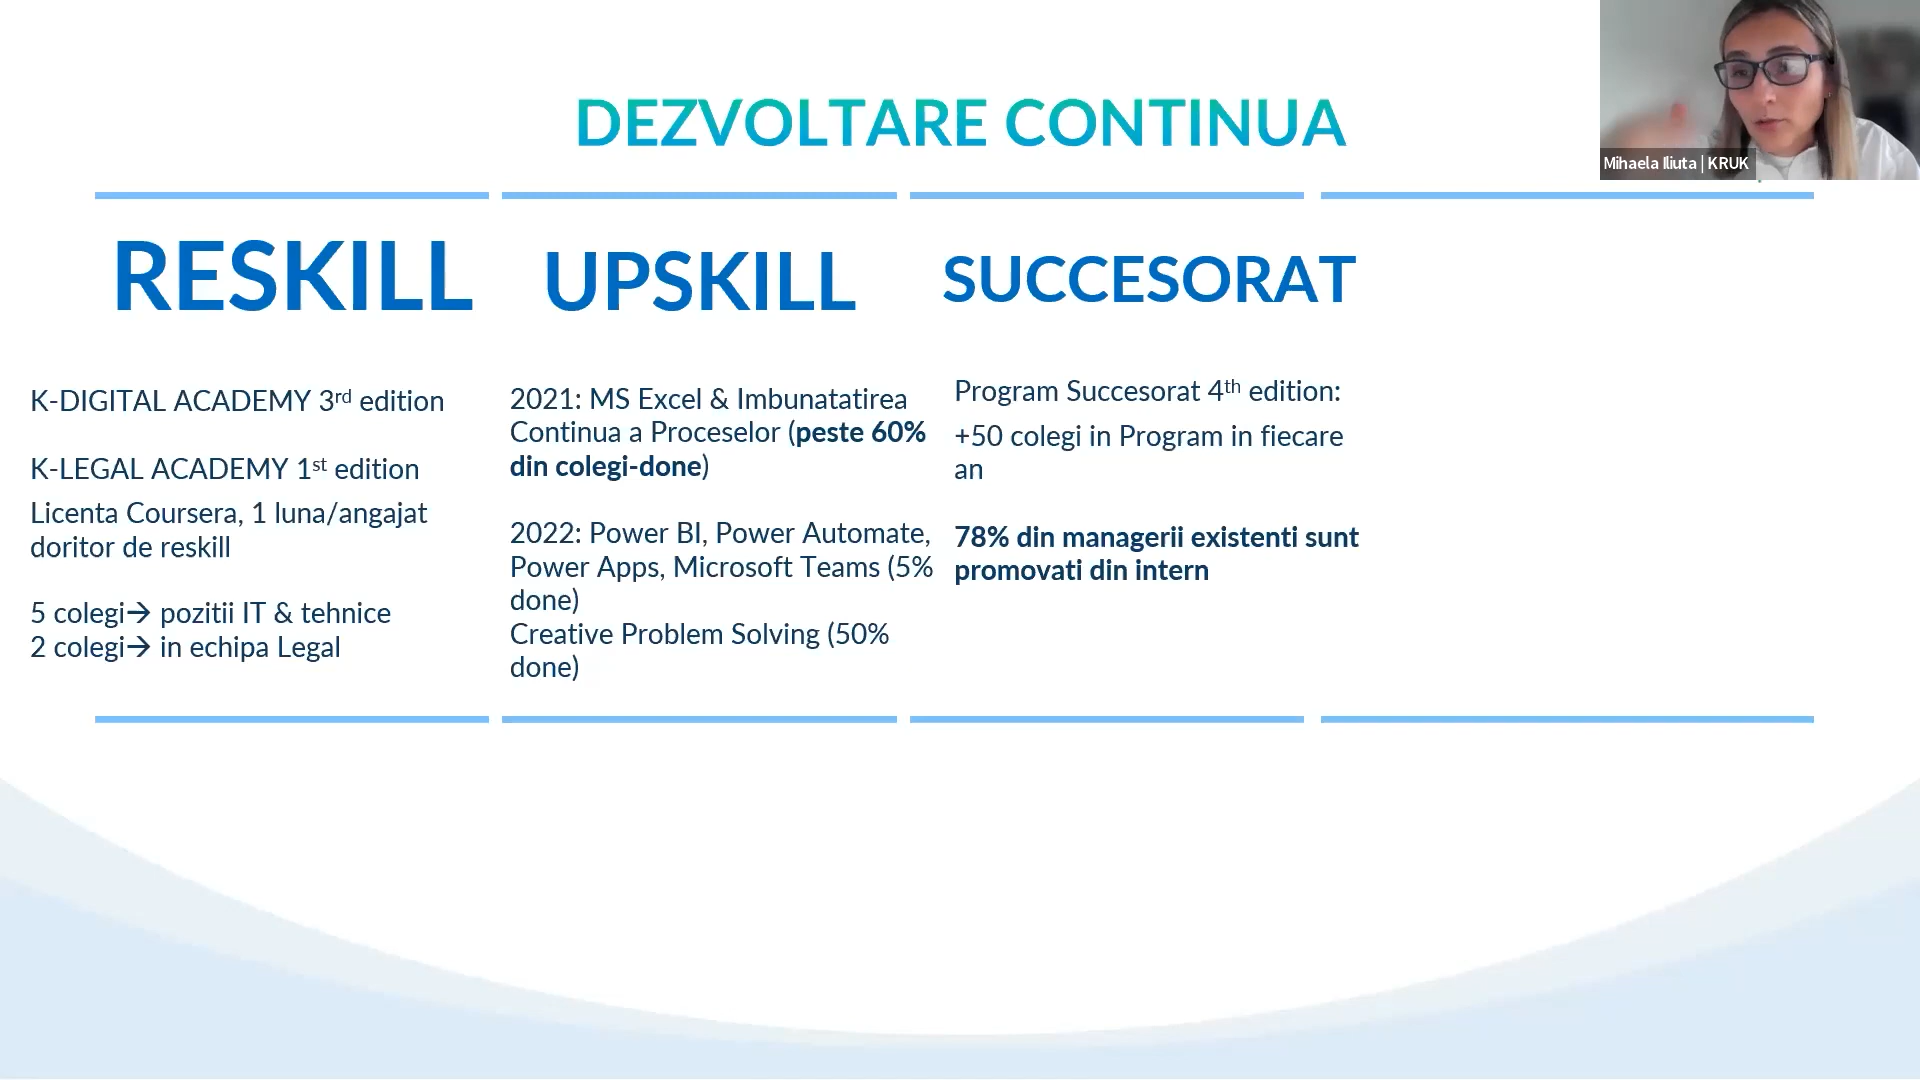 DEZVOLTARE CONTINUA
Mihaela Iliuta | KRUK
RESKILL
K-DIGITAL ACADEMY 3rd edition
K-LEGAL ACADEMY 1st edition
Licenta Coursera, 1 luna/angajat
doritor de reskill
5 colegi→ pozitii IT & tehnice
2 colegi→ in echipa Legal
UPSKILL
2021: MS Excel & Imbunatatirea
Continua a Proceselor (peste 60%
din colegi-done)
2022: Power BI, Power Automate,
Power Apps, Microsoft Teams (5%
done)
Creative Problem Solving (50%
done)
SUCCESORAT
Program Succesorat 4th edition:
+50 colegi in Program in fiecare
an
78% din managerii existenti sunt
promovati din intern